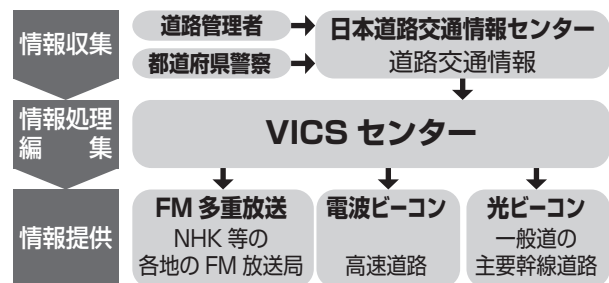 情報収集
道路管理者
都道府県警察
日本道路交通情報センター
道路交通情報
情報処理
編　集
VICS センター
情報提供
FM 多重放送
NHK 等の
各地の FM 放送局
電波ビーコン
高速道路
光ビーコン
一般道の
主要幹線道路